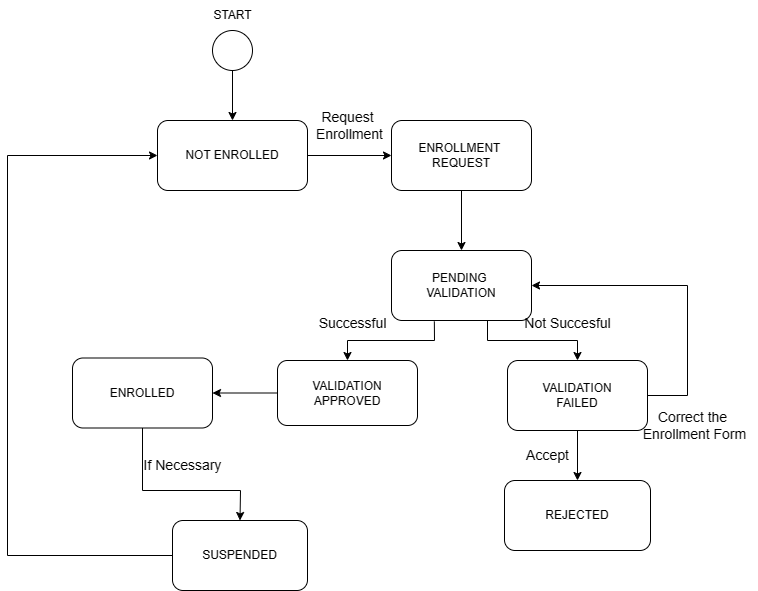 START
NOT ENROLLED
Request
Enrollment
ENROLLMENT
REQUEST
PENDING
VALIDATION
Successful
Not Succesful
ENROLLED
VALIDATION
APPROVED
VALIDATION
FAILED
Correct the
Enrollment Form
If Necessary
Accept
SUSPENDED
REJECTED